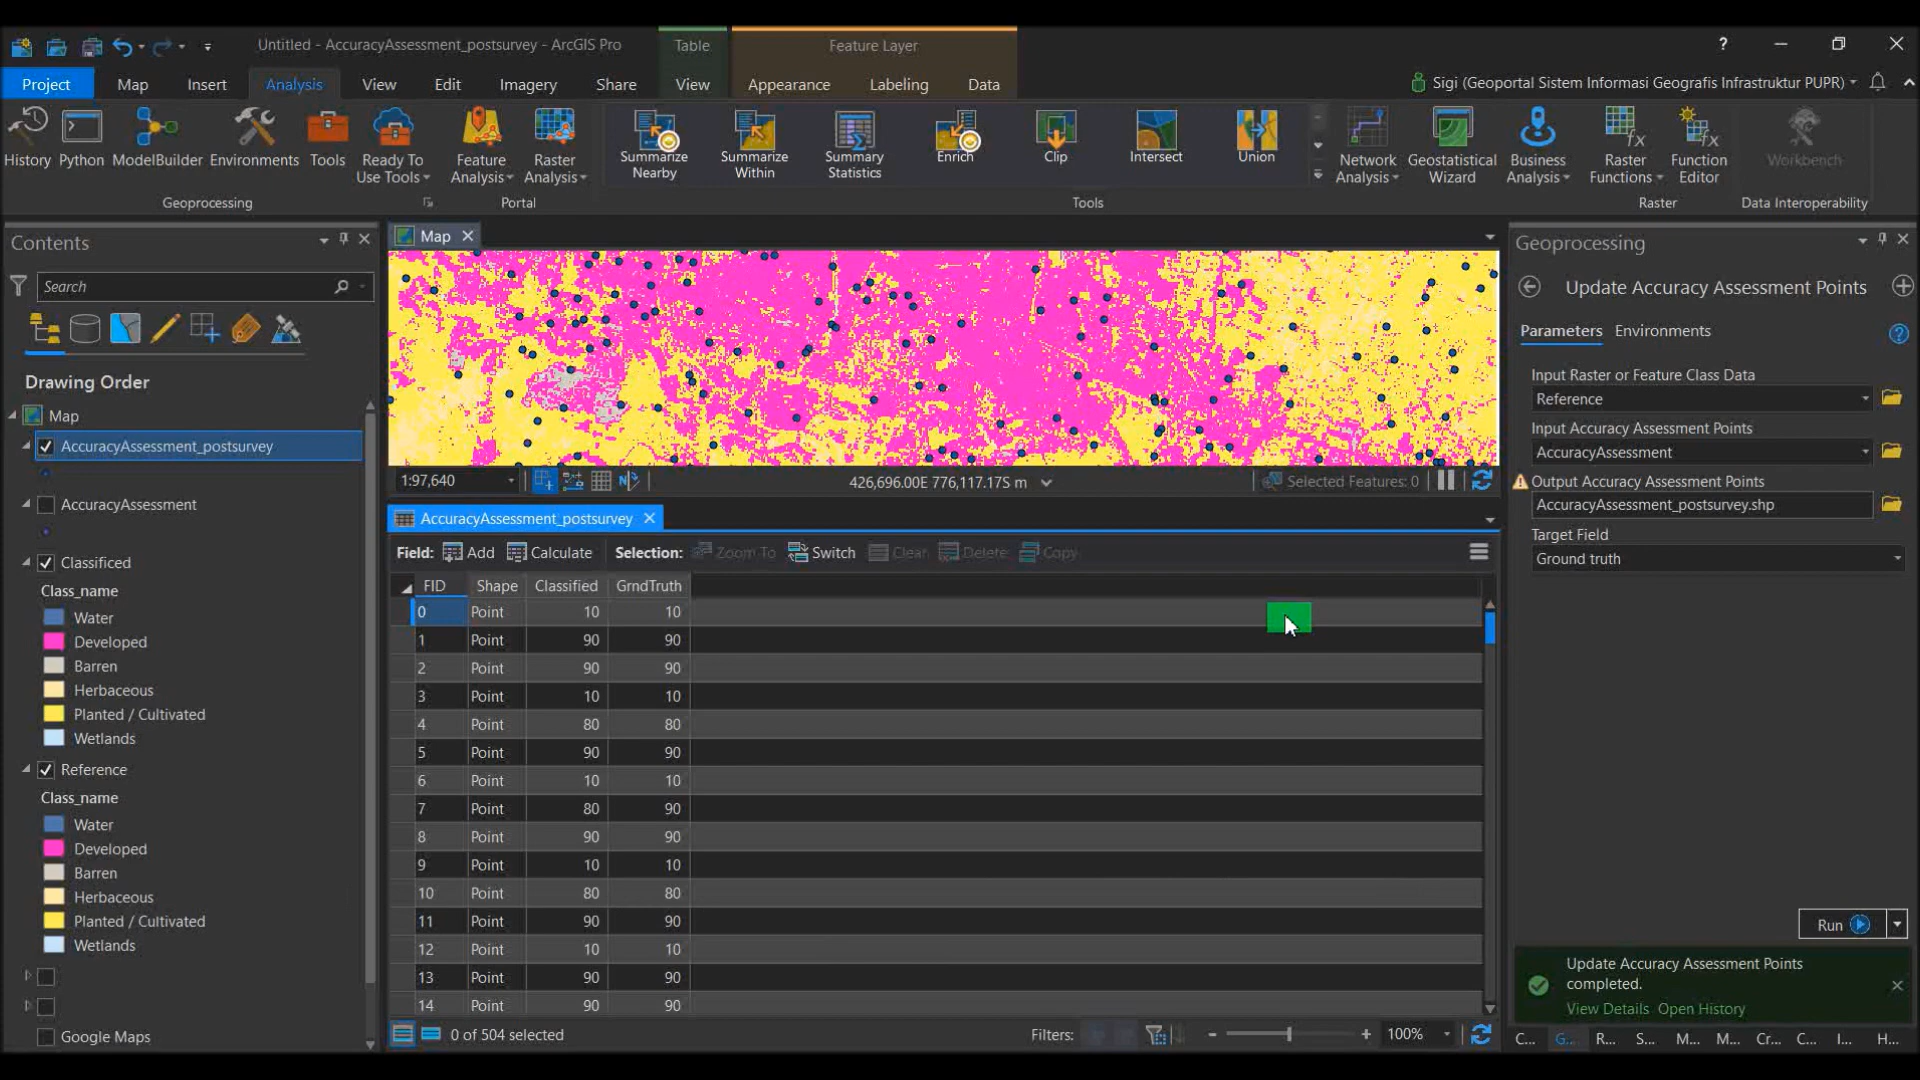 Untitled - AccuracyAssessment_postsurvey - ArcGIS Pro
Table
Feature Layer
?
Project
Map
Insert
Analysis
View
Edit
Imagery
Share
View
Appearance
Labeling
Data
Sigi (Geoportal Sistem Informasi Geografis Infrastruktur PUPR)
History
Python
ModelBuilder
Environments
Tools
Ready To
Use Tools
Feature
Analysis
Raster
Analysis
Summarize
Nearby
Summarize
Within
Summary
Statistics
Enrich
Clip
Intersect
Union
Network
Analysis
Geostatistical
Wizard
Business
Analysis
Raster
Functions
Function
Editor
Workbench
Geoprocessing
Portal
Tools
Raster
Data Interoperability
Contents
Search
Drawing Order
Map
AccuracyAssessment_postsurvey
AccuracyAssessment
Classificed
Class_name
Water
Developed
Barren
Herbaceous
Planted / Cultivated
Wetlands
Reference
Class_name
Water
Developed
Barren
Herbaceous
Planted / Cultivated
Wetlands
Google Maps
Map
1:97,640
426,696.00E 776,117.17S m
Selected Features: 0
AccuracyAssessment_postsurvey
Field: Add Calculate Selection: Zoom To Switch Clear Delete Copy
FID Shape Classified GrndTruth
0 Point 10 10
1 Point 90 90
2 Point 90 90
3 Point 10 10
4 Point 80 80
5 Point 90 90
6 Point 10 10
7 Point 80 90
8 Point 90 90
9 Point 10 10
10 Point 80 80
11 Point 90 90
12 Point 10 10
13 Point 90 90
14 Point 90 90
0 of 504 selected
Filters:
- + 100%
Geoprocessing
Update Accuracy Assessment Points
Parameters Environments
?
Input Raster or Feature Class Data
Reference
Input Accuracy Assessment Points
AccuracyAssessment
Output Accuracy Assessment Points
AccuracyAssessment_postsurvey.shp
Target Field
Ground truth
Run
Update Accuracy Assessment Points
completed.
View Details Open History
C... G... R... S... M... M... Cr... C... I... H...